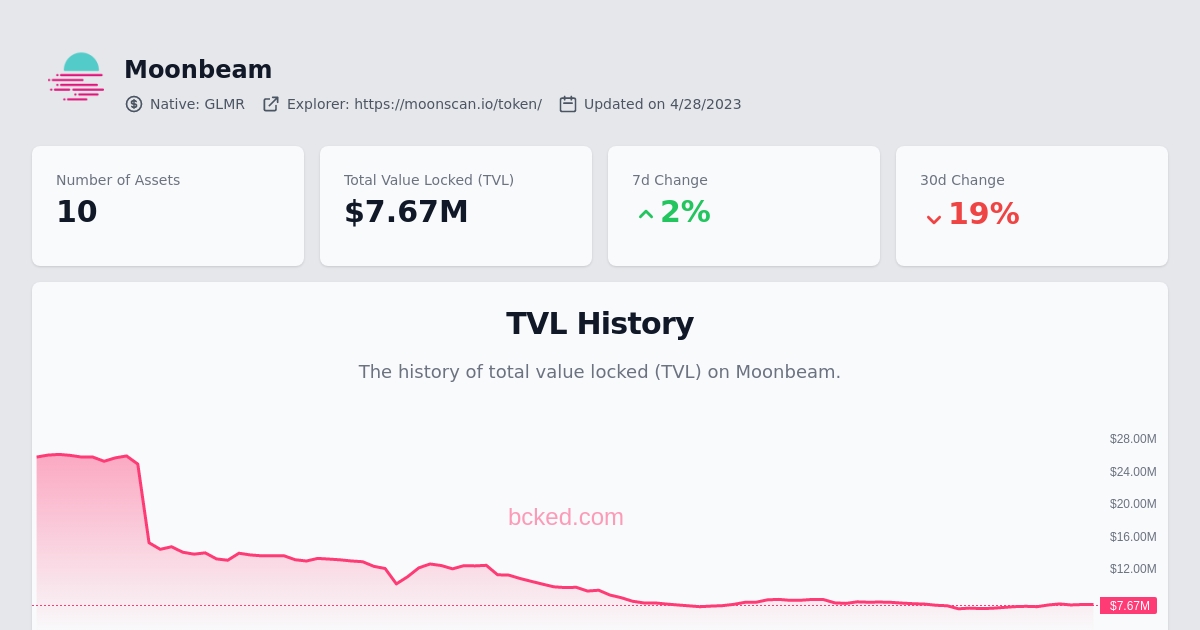 Moonbeam
Native: GLMR Explorer: https://moonscan.io/token/ Updated on 4/28/2023
Number of Assets
10
Total Value Locked (TVL)
$7.67M
7d Change
2%
30d Change
19%
TVL History
The history of total value locked (TVL) on Moonbeam.
$28.00M
$24.00M
$20.00M
bcked.com
$16.00M
$12.00M
$7.67M